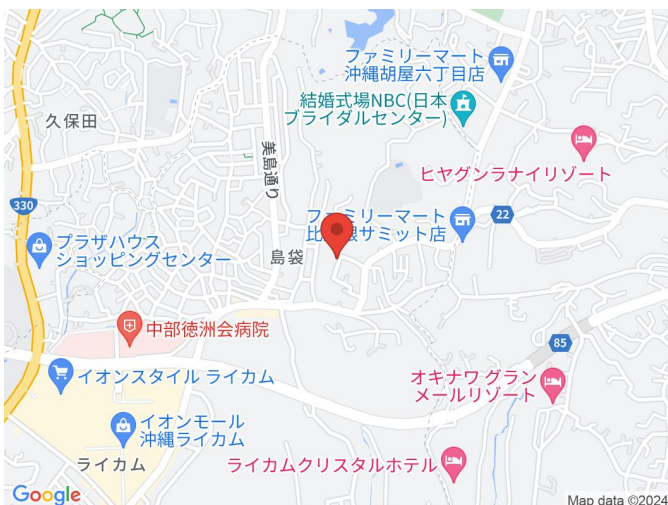 ファミリーマート
沖縄胡屋六丁目店
結婚式場NBC(日本
ブライダルセンター)
久保田
美島通り
ヒヤグンラナイリゾート
330
22
ファミリーマート
比屋根サミット店
プラザハウス
ショッピングセンター
島袋
中部徳洲会病院
85
イオンスタイル ライカム
オキナワ グラン
メールリゾート
イオンモール
沖縄ライカム
ライカム
ライカムクリスタルホテル
Google
Map data ©2024